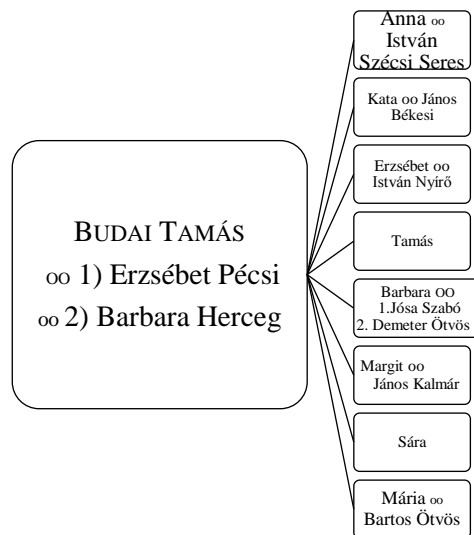 BUDAI TAMÁS
oo 1) Erzsébet Pécsi
oo 2) Barbara Herceg
Anna oo
István
Szécsi Seres
Kata oo János
Békesi
Erzsébet oo
István Nyírő
Tamás
Barbara OO
1.Jósa Szabó
2. Demeter Ötvös
Margit oo
János Kalmár
Sára
Mária oo
Bartos Ötvös